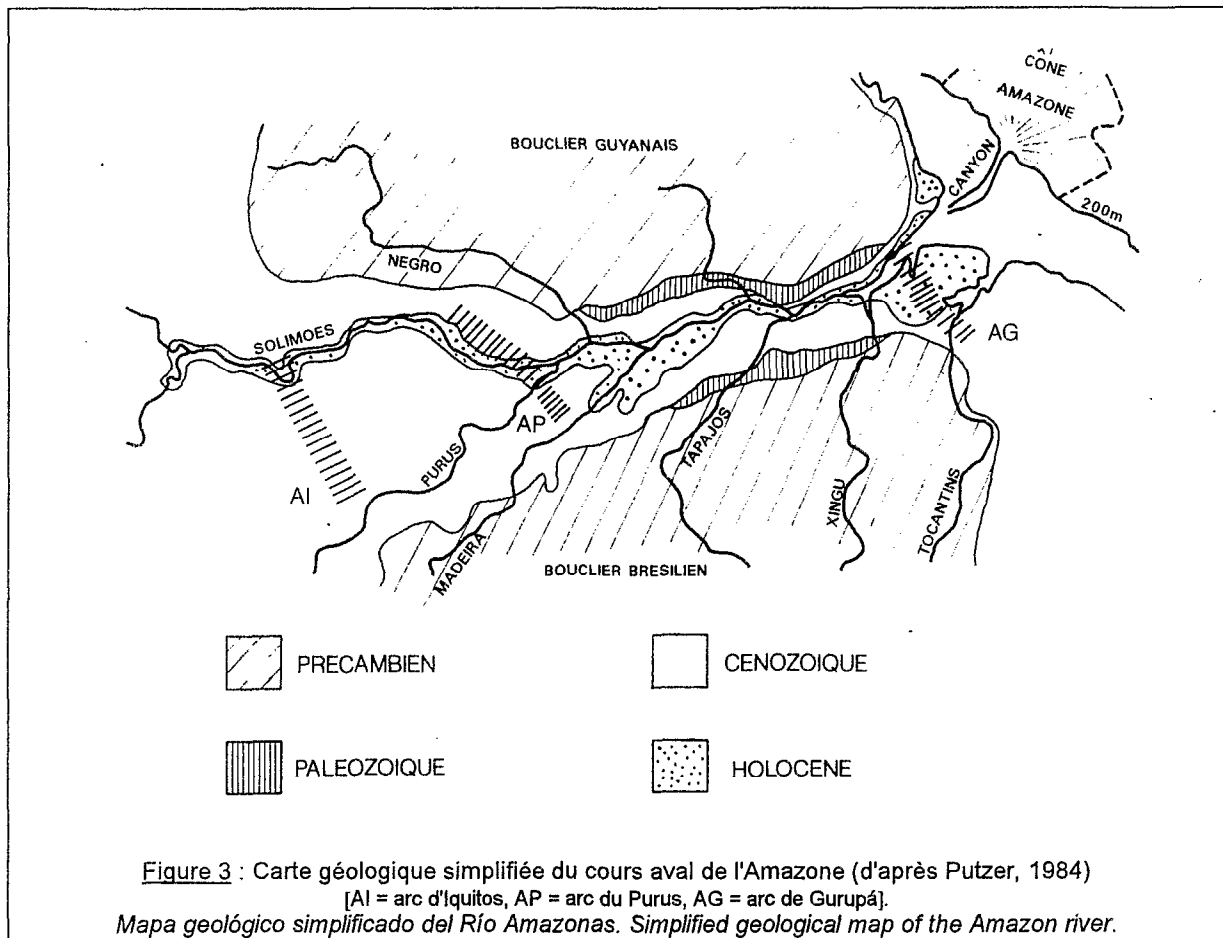 CÔNE
AMAZONE
BOUCLIER GUYANAIS
CANYON
200m
NEGRO
SOLIMOES
AG
AP
PURUS
TAPAJOS
AI
XINGU
TOCANTINS
MADEIRA
BOUCLIER BRESILIEN
PRECAMBIEN
CENOZOIQUE
PALEOZOIQUE
HOLOCENE
Figure 3 : Carte géologique simplifiée du cours aval de l'Amazone (d'après Putzer, 1984)
[AI = arc d'Iquitos, AP = arc du Purus, AG = arc de Gurupá].
Mapa geológico simplificado del Río Amazonas. Simplified geological map of the Amazon river.